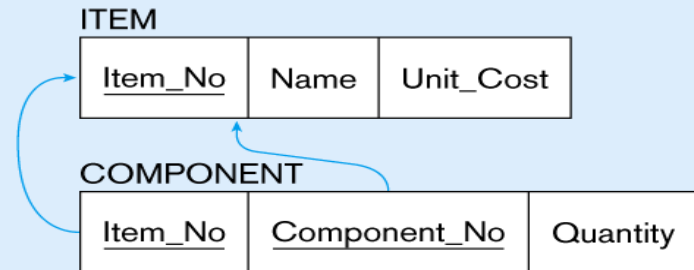 ITEM
Item_No Name Unit_Cost
COMPONENT
Item_No Component_No Quantity